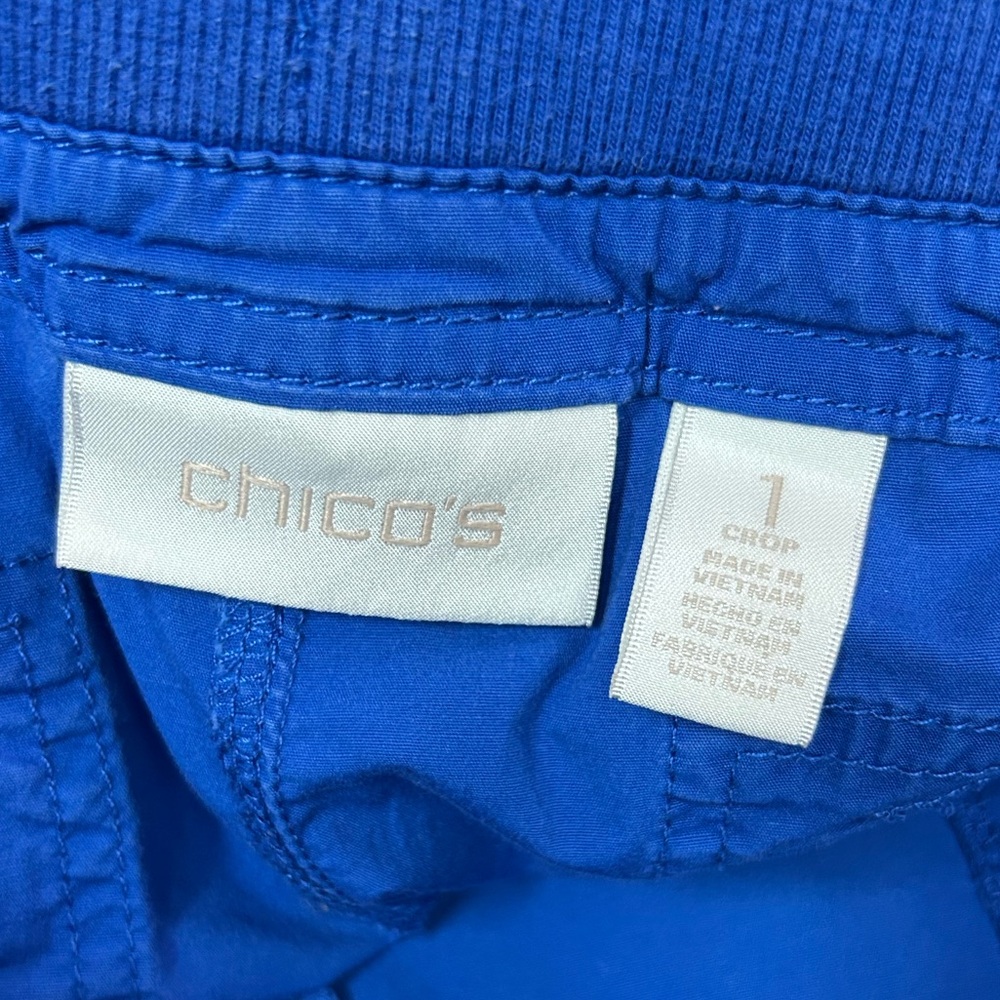 chico's
1
CROP
MADE IN
VIETNAM
HECHO EN
VIETNAM
FABRIQUE EN
VIETNAM